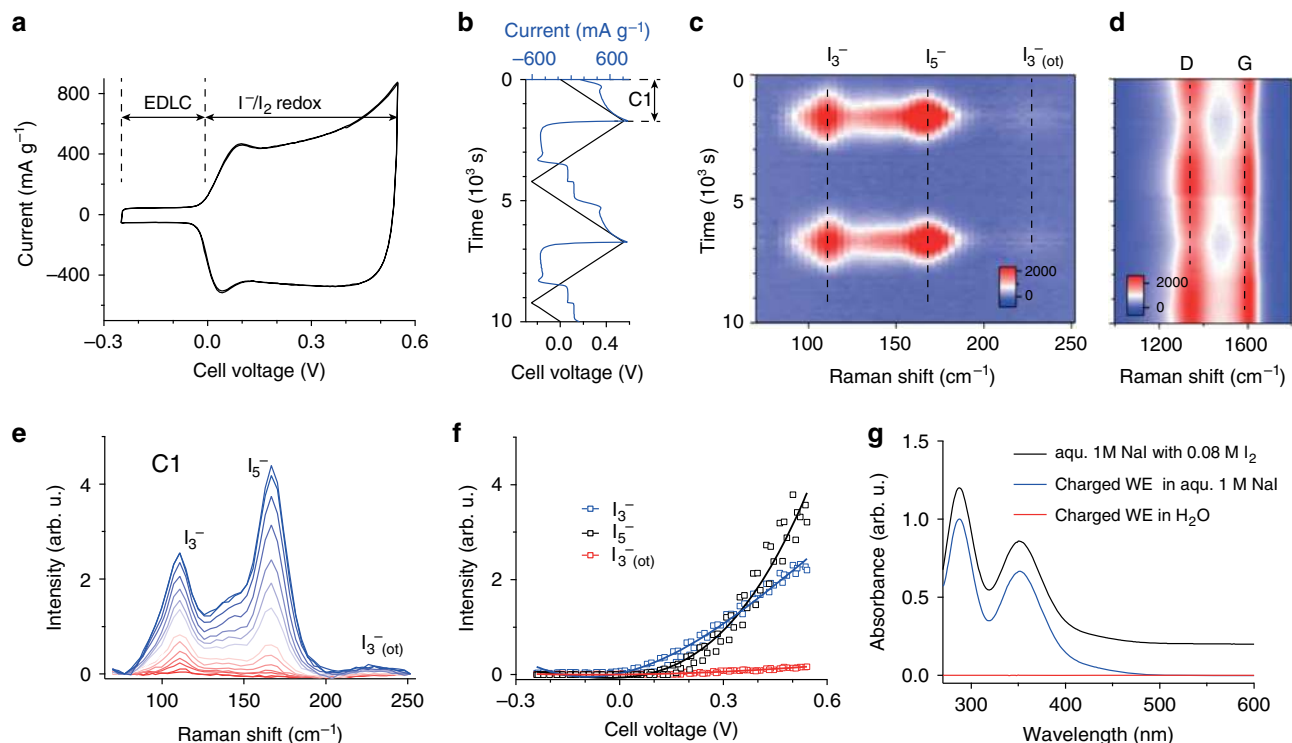 a
EDLC
I⁻/I₂ redox
800
400
0
−400
−0.3
0.0
0.3
0.6
Current (mA g⁻¹)
Cell voltage (V)
b
Current (mA g⁻¹)
−600
600
C1
0
5
10
Time (10³ s)
0.0
0.4
Cell voltage (V)
c
I₃⁻
I₅⁻
I₃⁻(ot)
0
5
10
Time (10³ s)
2000
0
100
150
200
250
Raman shift (cm⁻¹)
d
D
G
2000
0
1200
1600
Raman shift (cm⁻¹)
e
C1
I₃⁻
I₅⁻
I₃⁻(ot)
4
2
0
Intensity (arb. u.)
100
150
200
250
Raman shift (cm⁻¹)
f
I₃⁻
I₅⁻
I₃⁻(ot)
4
2
0
Intensity (arb. u.)
−0.3
0.0
0.3
0.6
Cell voltage (V)
g
aqu. 1M NaI with 0.08 M I₂
Charged WE in aqu. 1 M NaI
Charged WE in H₂O
1.5
1.0
0.5
0.0
Absorbance (arb. u.)
300
400
500
600
Wavelength (nm)